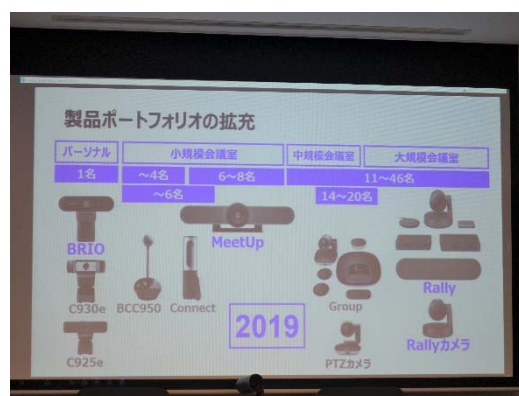 製品ポートフォリオの拡充
パーソナル 小規模会議室 中規模会議室 大規模会議室
1名 ～4名 6～8名 11～46名
～6名 14～20名
BRIO MeetUp Rally
C930e BCC950 Connect Group
2019
C925e PTZカメラ Rallyカメラ